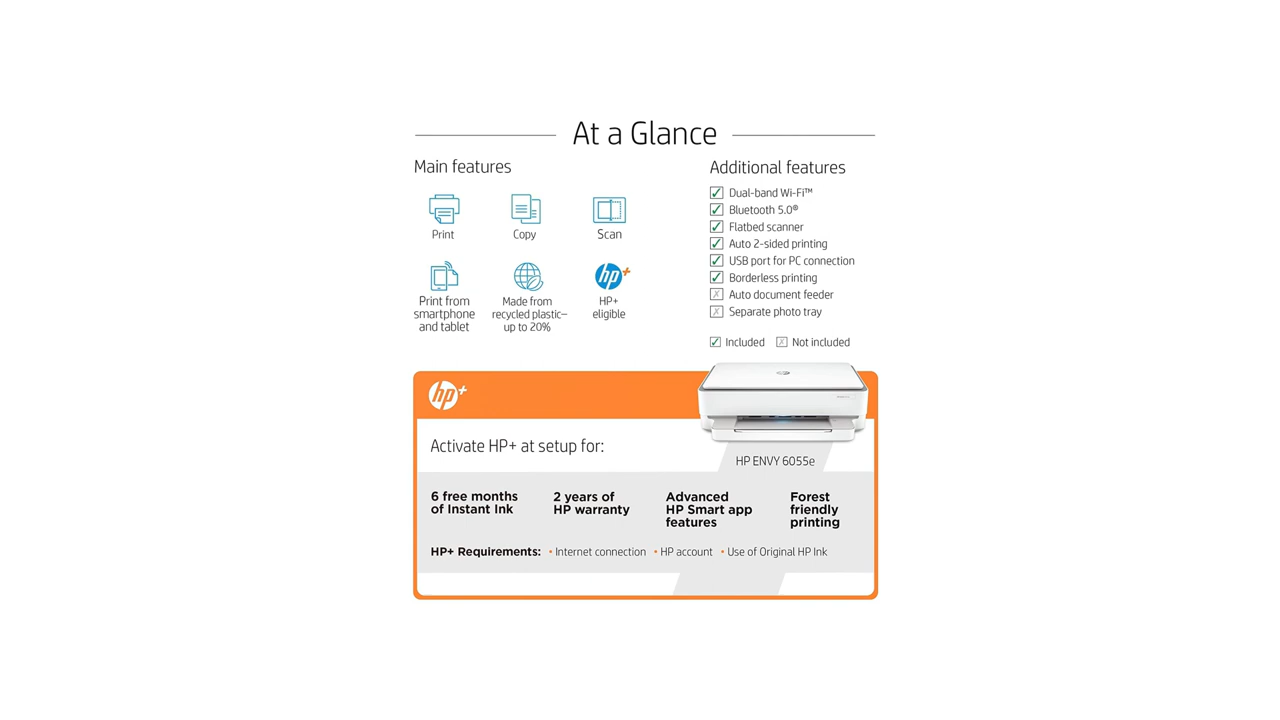 At a Glance
Main features
Print
Copy
Scan
Print from
smartphone
and tablet
Made from
recycled plastic–
up to 20%
hp+
HP+
eligible
Additional features
Dual-band Wi-Fi™
Bluetooth 5.0®
Flatbed scanner
Auto 2-sided printing
USB port for PC connection
Borderless printing
Auto document feeder
Separate photo tray
Included
Not included
hp+
Activate HP+ at setup for:
HP ENVY 6055e
6 free months
of Instant Ink
2 years of
HP warranty
Advanced
HP Smart app
features
Forest
friendly
printing
HP+ Requirements: • Internet connection • HP account • Use of Original HP Ink